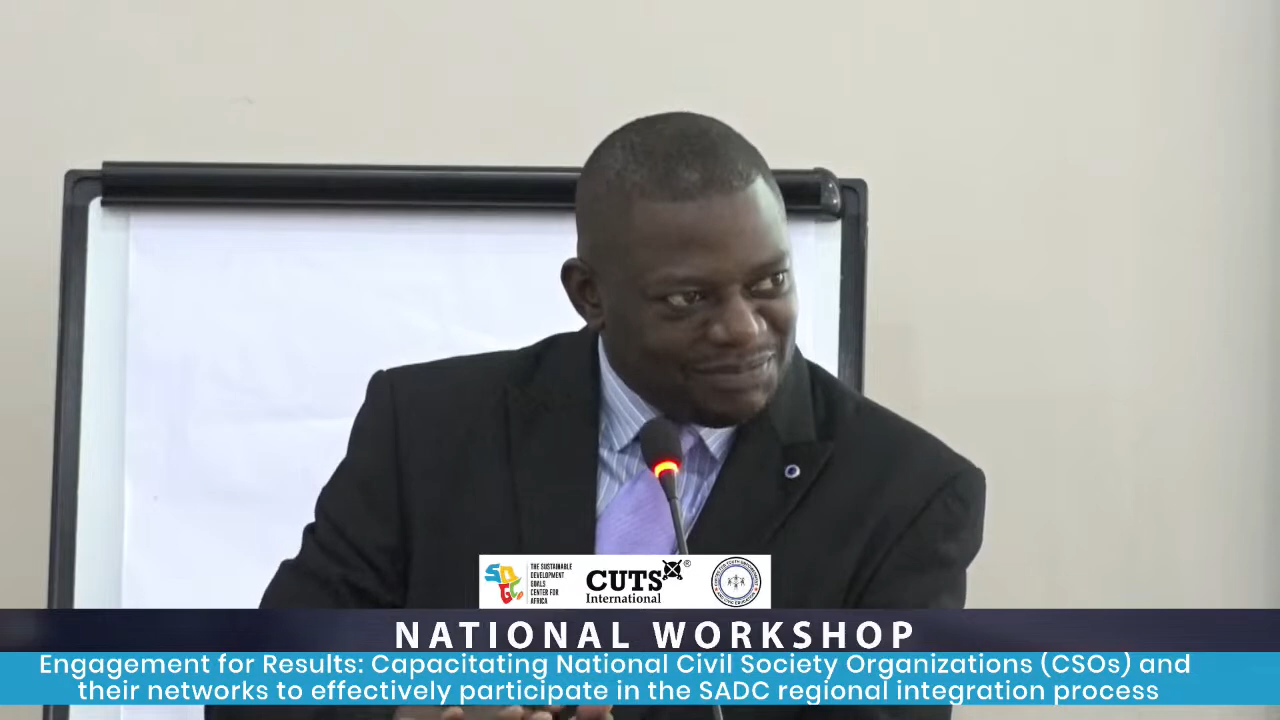 THE SUSTAINABLE
DEVELOPMENT
GOALS
CENTER FOR
AFRICA
CUTS®
International
NATIONAL WORKSHOP
Engagement for Results: Capacitating National Civil Society Organizations (CSOs) and
their networks to effectively participate in the SADC regional integration process